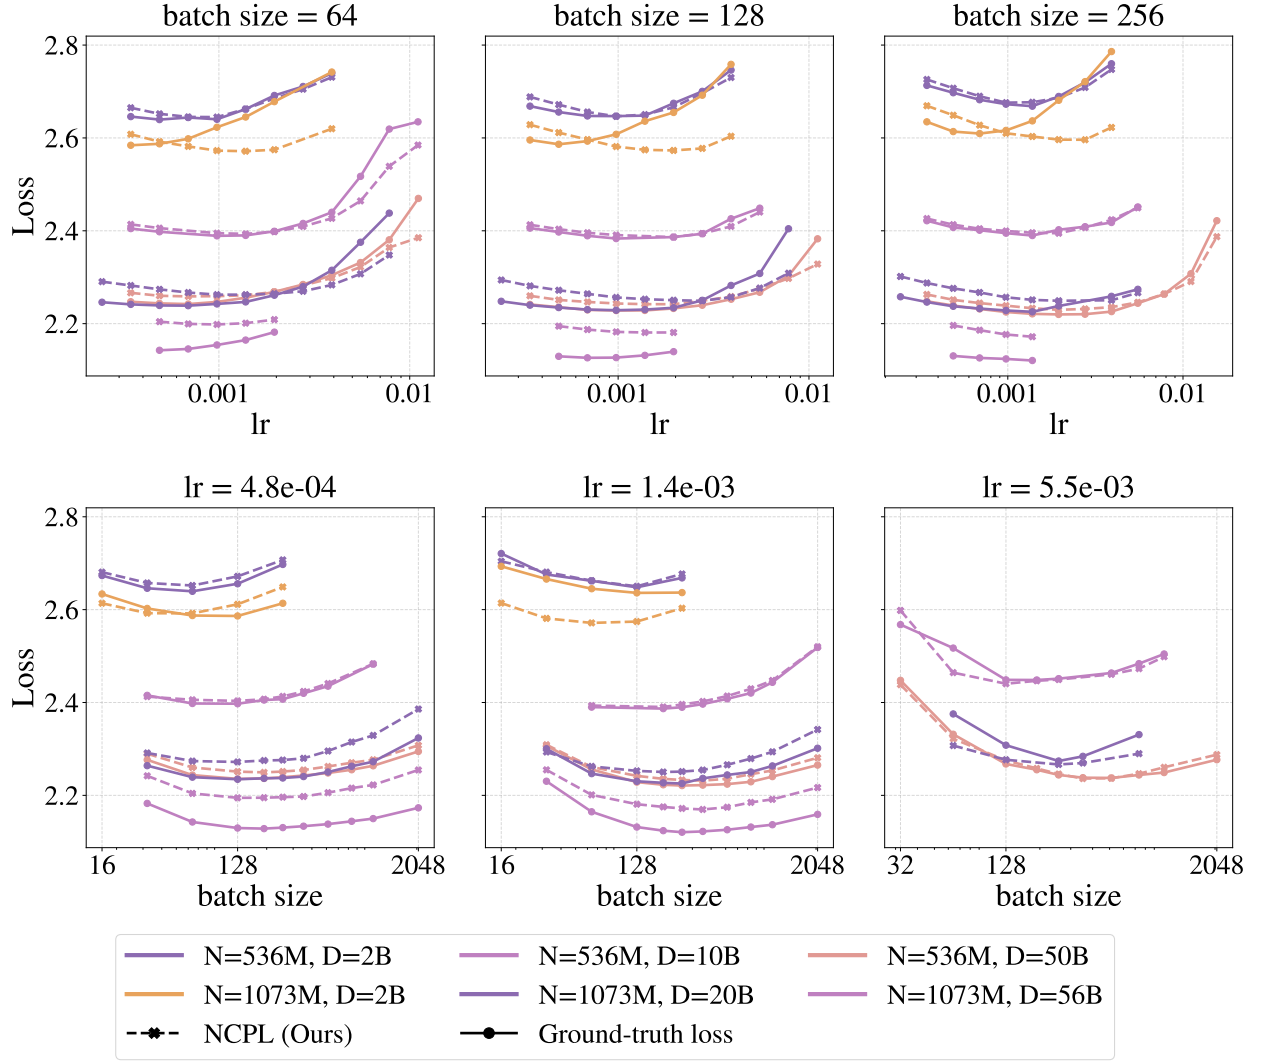 batch size = 64
batch size = 128
batch size = 256
2.8
2.6
2.4
2.2
Loss
0.001
0.01
lr
0.001
0.01
lr
0.001
0.01
lr
lr = 4.8e-04
lr = 1.4e-03
lr = 5.5e-03
2.8
2.6
2.4
2.2
Loss
16
128
2048
batch size
16
128
2048
batch size
32
128
2048
batch size
N=536M, D=2B
N=536M, D=10B
N=536M, D=50B
N=1073M, D=2B
N=1073M, D=20B
N=1073M, D=56B
NCPL (Ours)
Ground-truth loss